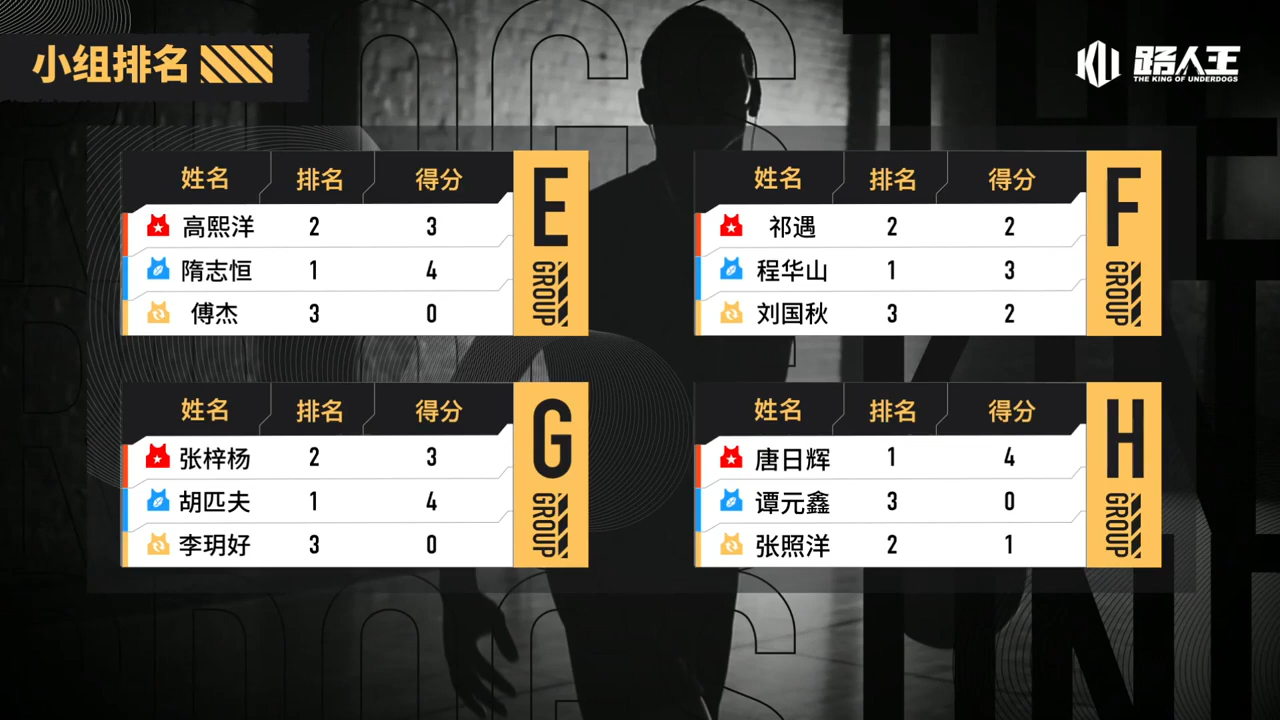 小组排名
路人王
THE KING OF UNDERDOGS
姓名 排名 得分
高熙洋 2 3
隋志恒 1 4
傅杰 3 0
E GROUP
姓名 排名 得分
祁遇 2 2
程华山 1 3
刘国秋 3 2
F GROUP
姓名 排名 得分
张梓杨 2 3
胡匹夫 1 4
李玥好 3 0
G GROUP
姓名 排名 得分
唐日辉 1 4
谭元鑫 3 0
张照洋 2 1
H GROUP